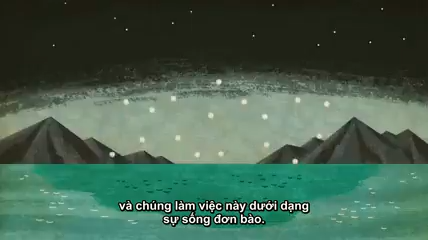 và chúng làm việc này dưới dạng
sự sống đơn bào.